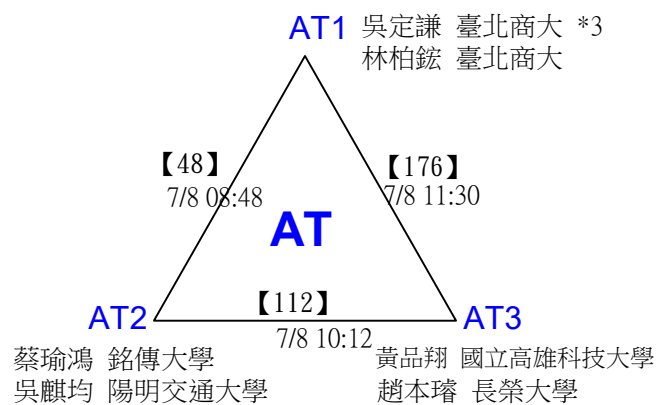 AT1 吳定謙 臺北商大 *3
林柏鋐 臺北商大
【48】
7/8 08:48
【176】
7/8 11:30
AT
【112】
7/8 10:12
AT2
AT3
蔡瑜鴻 銘傳大學
吳麒均 陽明交通大學
黃品翔 國立高雄科技大學
趙本璿 長榮大學